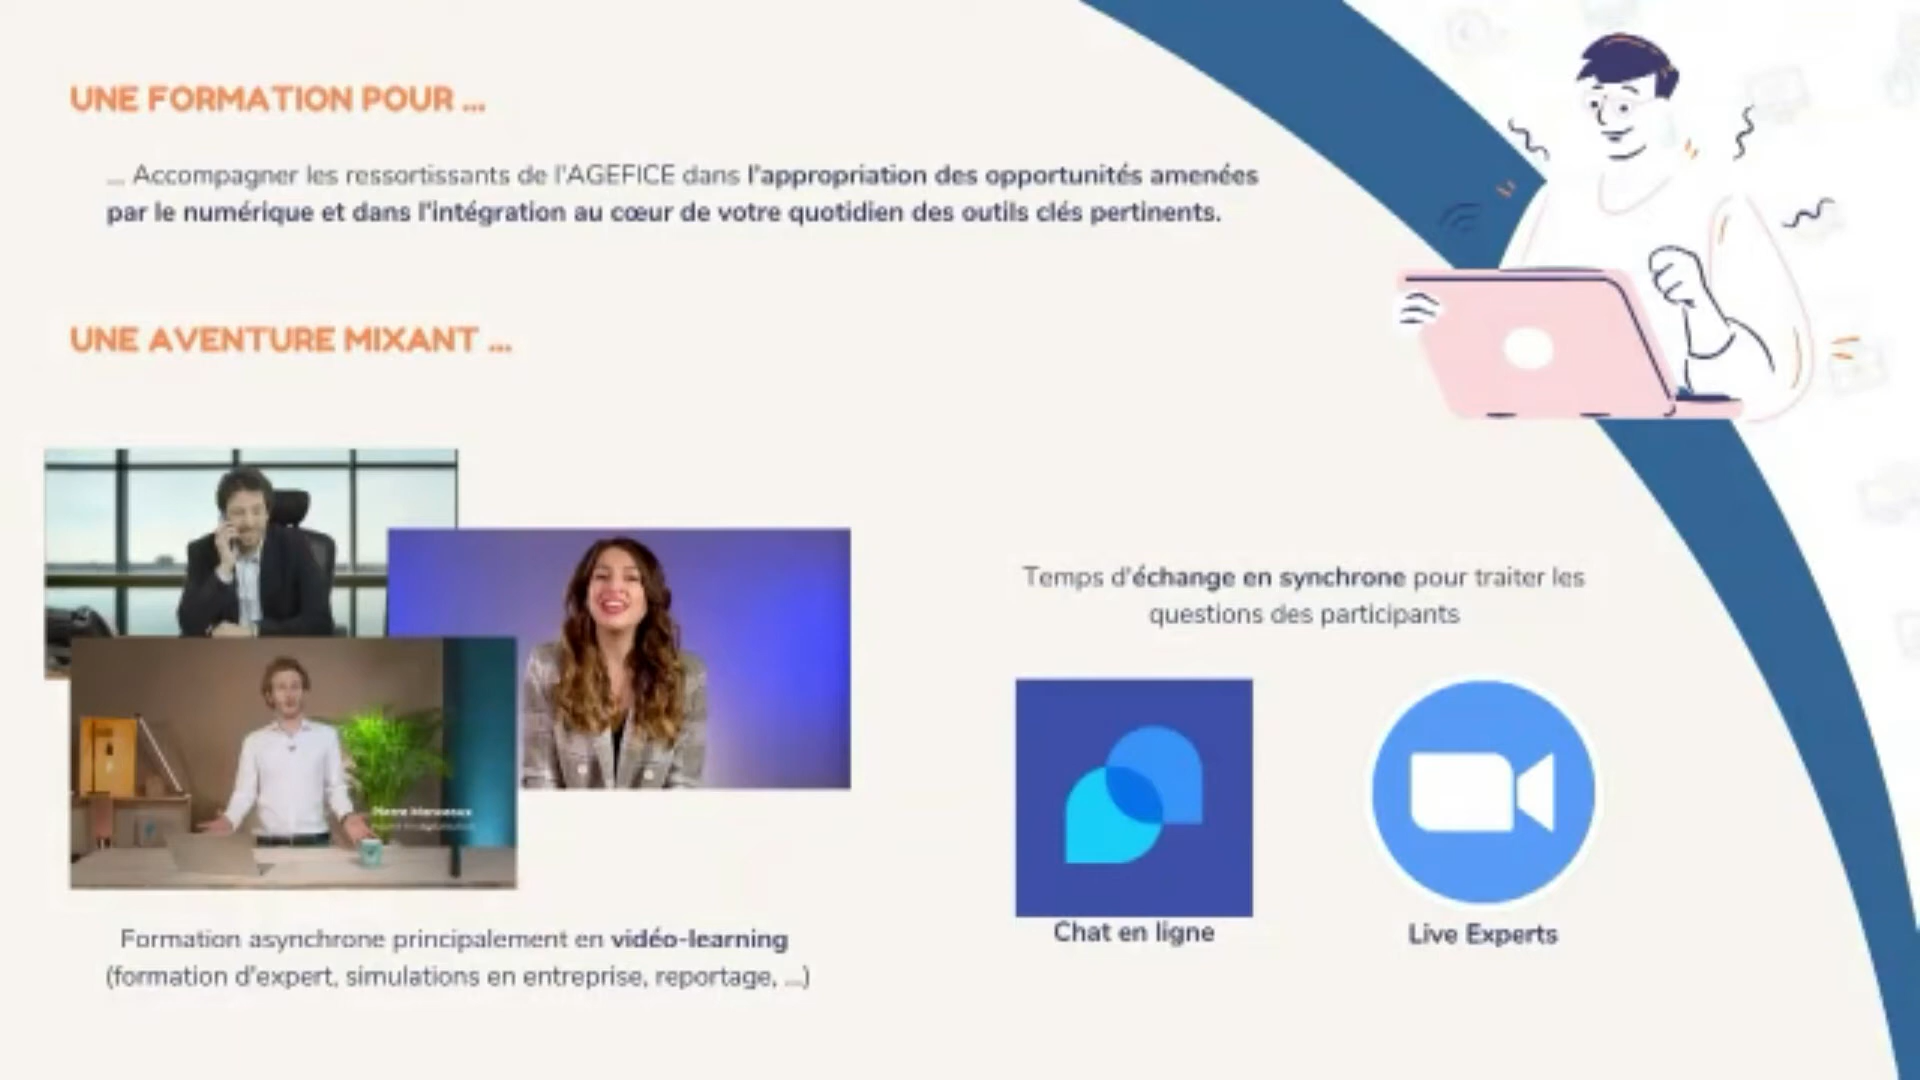 UNE FORMATION POUR ...
... Accompagner les ressortissants de l'AGEFICE dans l'appropriation des opportunités amenées
par le numérique et dans l'intégration au cœur de votre quotidien des outils clés pertinents.
UNE AVENTURE MIXANT ...
Formation asynchrone principalement en vidéo-learning
(formation d'expert, simulations en entreprise, reportage, ...)
Temps d'échange en synchrone pour traiter les
questions des participants
Chat en ligne
Live Experts